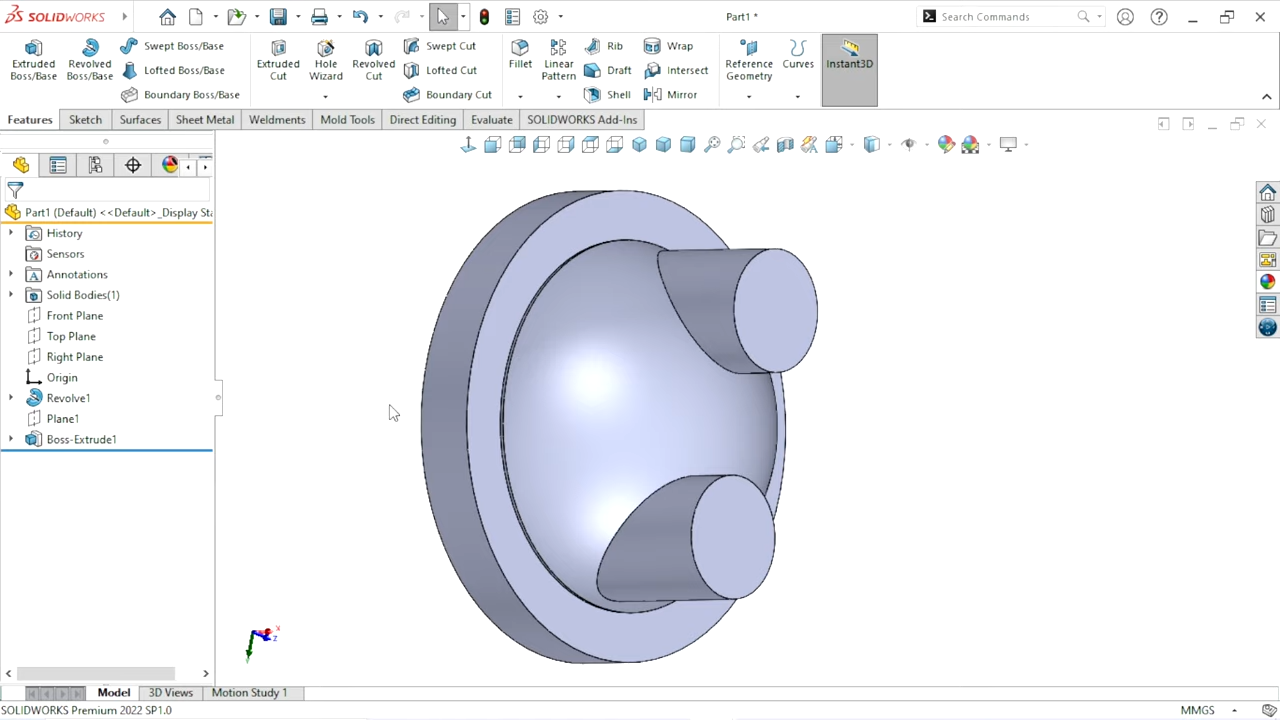 SOLIDWORKS
Part1 *
Search Commands
Extruded Boss/Base
Revolved Boss/Base
Swept Boss/Base
Lofted Boss/Base
Boundary Boss/Base
Extruded Cut
Hole Wizard
Revolved Cut
Swept Cut
Lofted Cut
Boundary Cut
Fillet
Linear Pattern
Rib
Draft
Shell
Wrap
Intersect
Mirror
Reference Geometry
Curves
Instant3D
Features
Sketch
Surfaces
Sheet Metal
Weldments
Mold Tools
Direct Editing
Evaluate
SOLIDWORKS Add-Ins
Part1 (Default) <<Default>_Display Sta
History
Sensors
Annotations
Solid Bodies(1)
Front Plane
Top Plane
Right Plane
Origin
Revolve1
Plane1
Boss-Extrude1
x
z
Model
3D Views
Motion Study 1
SOLIDWORKS Premium 2022 SP1.0
MMGS